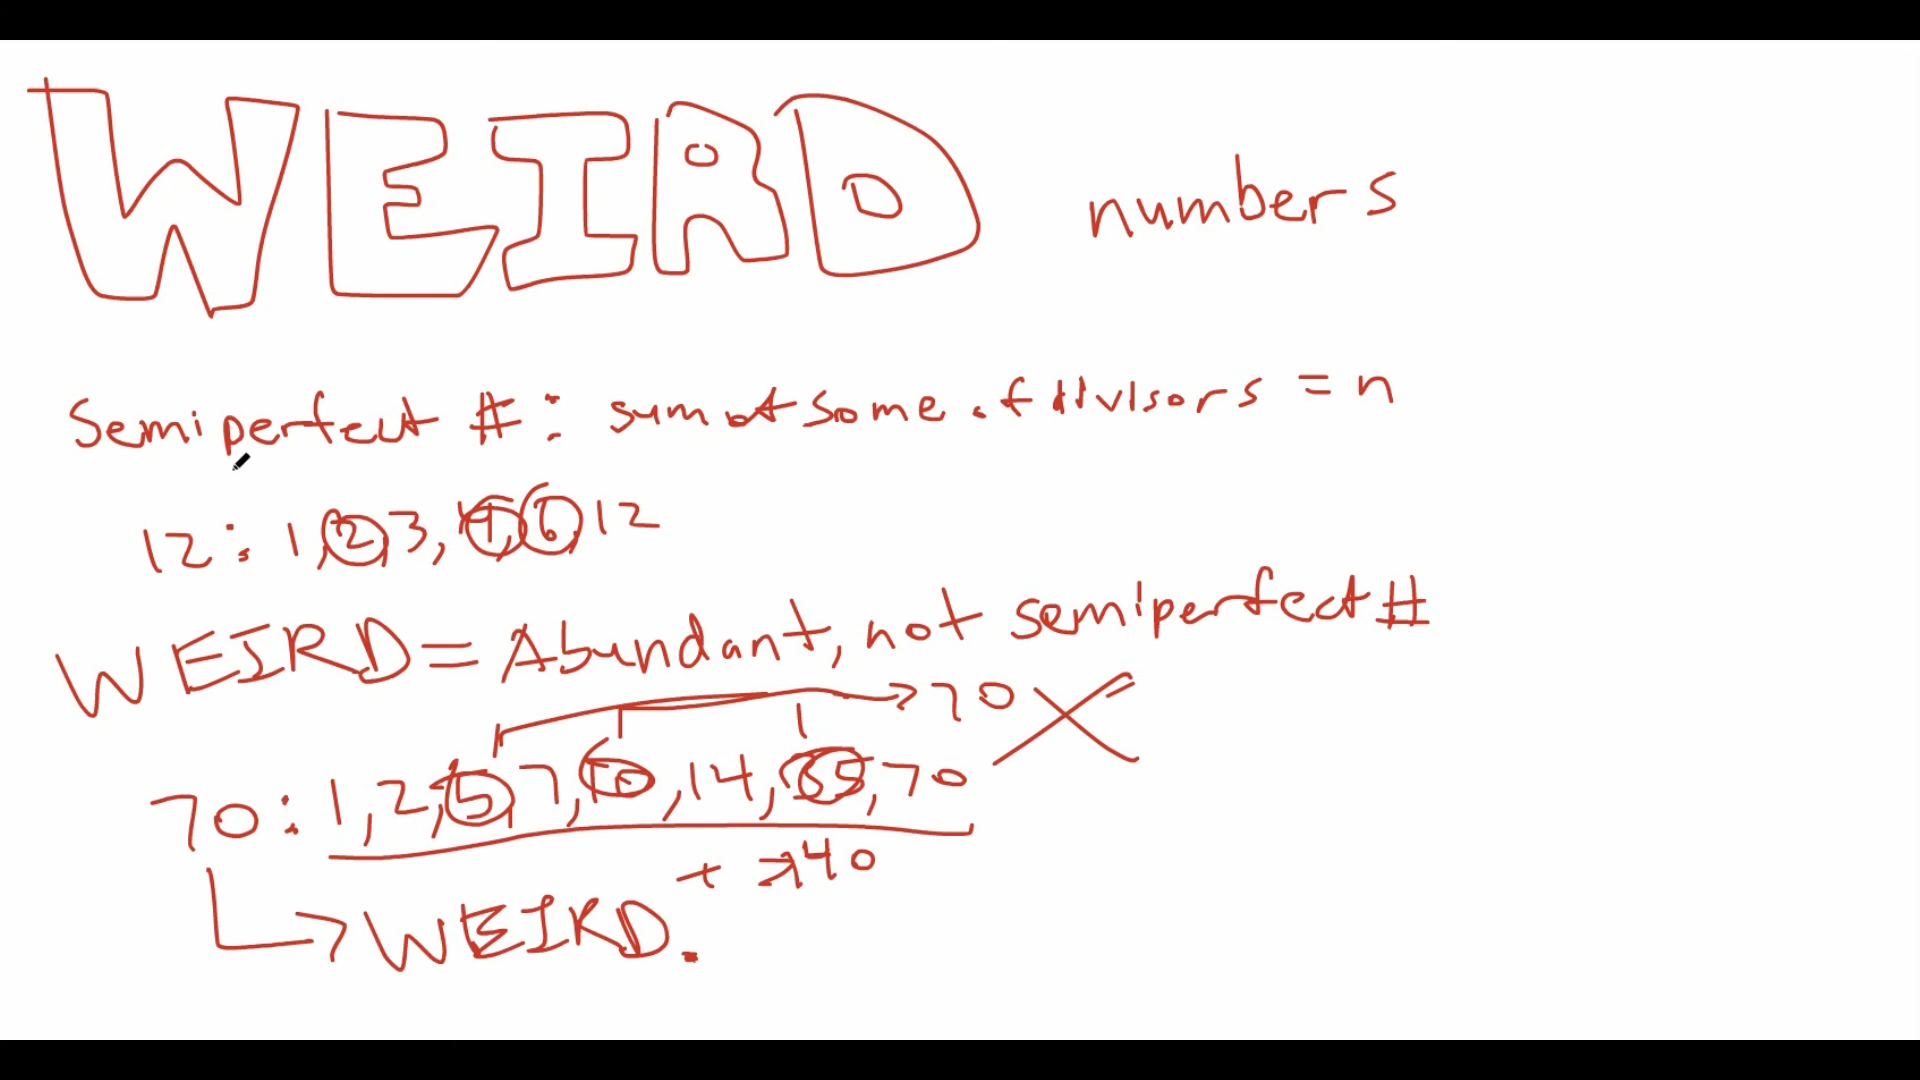 WEIRD numbers
Semiperfect #: sum of some of divisors = n
12: 1, 2, 3, 4, 6, 12
WEIRD = Abundant, not semiperfect #
70
70: 1, 2, 5, 7, 10, 14, 35, 70
+ >140
WEIRD.